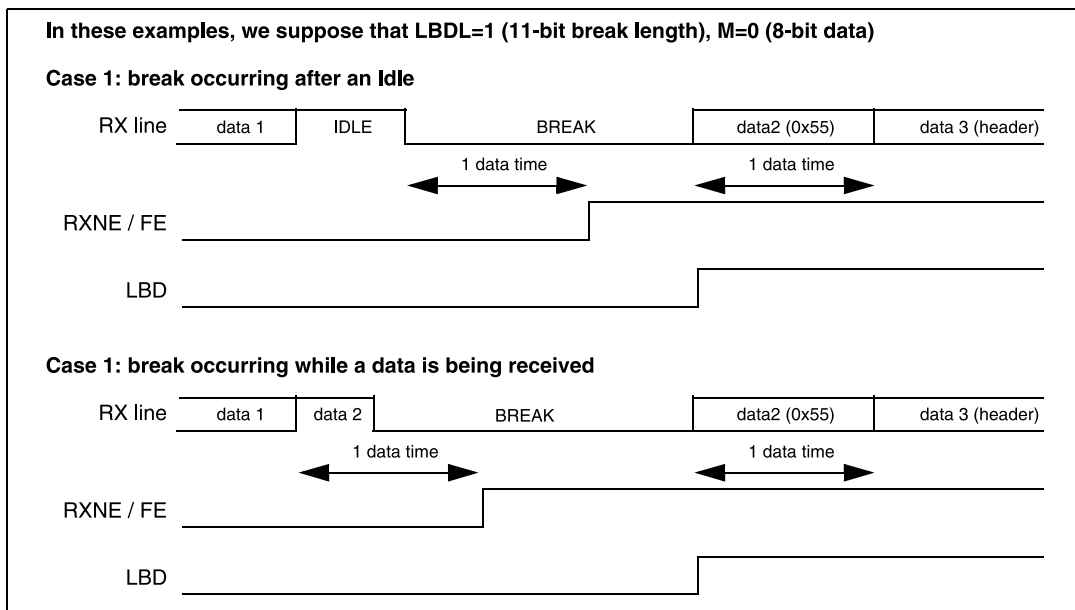 In these examples, we suppose that LBDL=1 (11-bit break length), M=0 (8-bit data)
Case 1: break occurring after an Idle
RX line data 1 IDLE BREAK data2 (0x55) data 3 (header)
1 data time 1 data time
RXNE / FE
LBD
Case 1: break occurring while a data is being received
RX line data 1 data 2 BREAK data2 (0x55) data 3 (header)
1 data time 1 data time
RXNE / FE
LBD